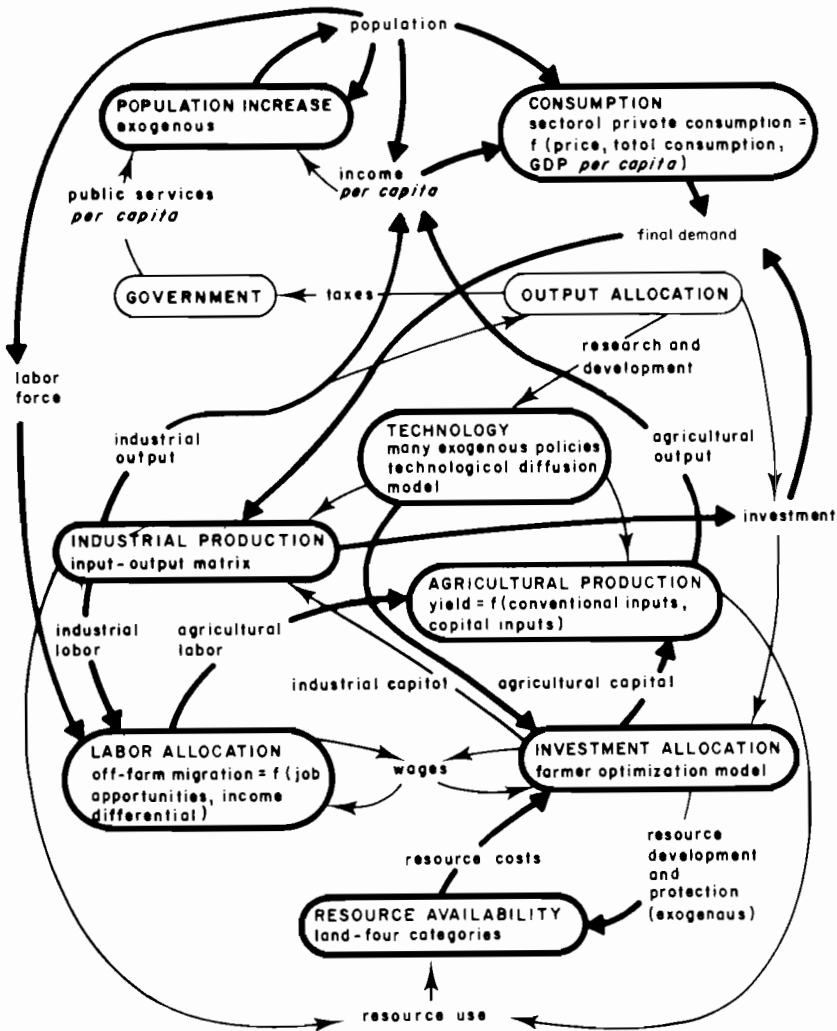 population
POPULATION INCREASE
exogenous
CONSUMPTION
sectorol private consumption =
f (price, total consumption,
GDP per capita)
income
per capita
public services
per capita
final demand
GOVERNMENT
taxes
OUTPUT ALLOCATION
research and
development
labor
force
industrial
output
TECHNOLOGY
many exogenous policies
technological diffusion
model
agricultural
output
investment
INDUSTRIAL PRODUCTION
input-output matrix
AGRICULTURAL PRODUCTION
yield = f(conventional inputs,
capital inputs)
industrial
labor
agricultural
labor
industrial capitot
agricultural capital
LABOR ALLOCATION
off-farm migration = f (job
opportunities, income
differential)
wages
INVESTMENT ALLOCATION
farmer optimization model
resource costs
resource
development
and
protection
(exogenaus)
RESOURCE AVAILABILITY
land-four categories
resource use